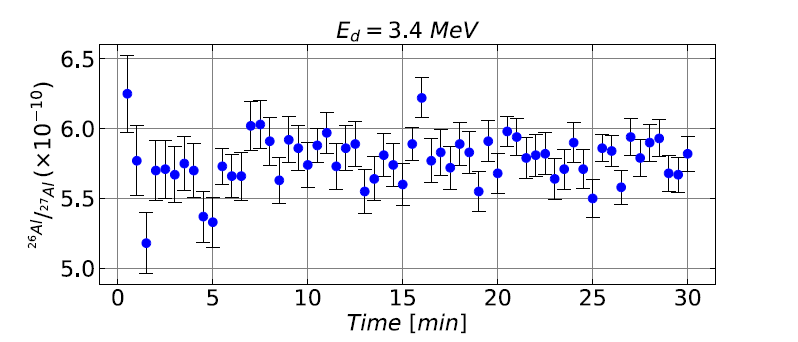 E_d = 3.4 MeV
6.5
6.0
5.5
5.0
²⁶Al/²⁷Al (×10⁻¹⁰)
0 5 10 15 20 25 30
Time [min]